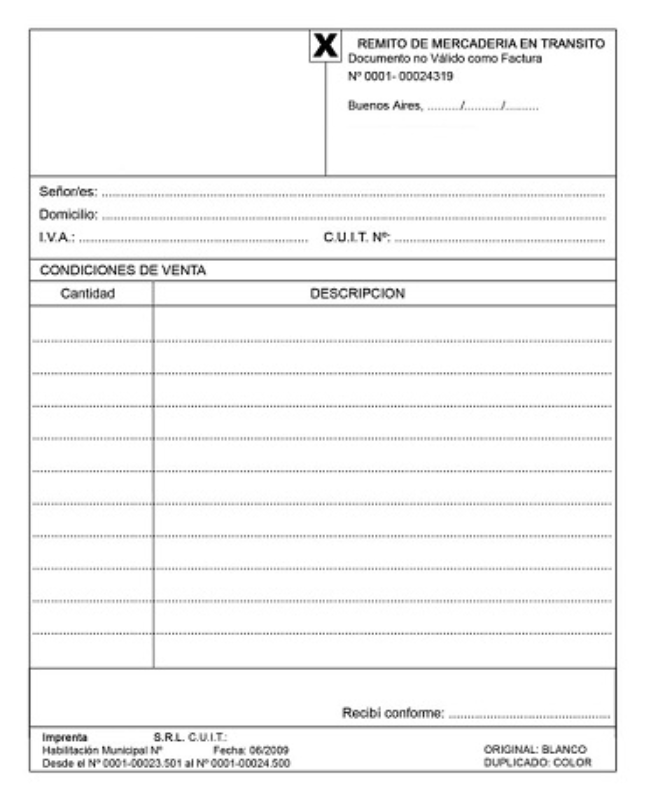 X
REMITO DE MERCADERIA EN TRANSITO
Documento no Válido como Factura
Nº 0001- 00024319
Buenos Aires, ........./........../.........
Señor/es: ....................
Domicilio: ....................
I.V.A.: .................... C.U.I.T. Nº: ....................
CONDICIONES DE VENTA
Cantidad DESCRIPCION
Recibí conforme: ....................
Imprenta S.R.L. C.U.I.T.:
Habilitación Municipal Nº Fecha: 06/2009
Desde el Nº 0001-00023.501 al Nº 0001-00024.500
ORIGINAL: BLANCO
DUPLICADO: COLOR